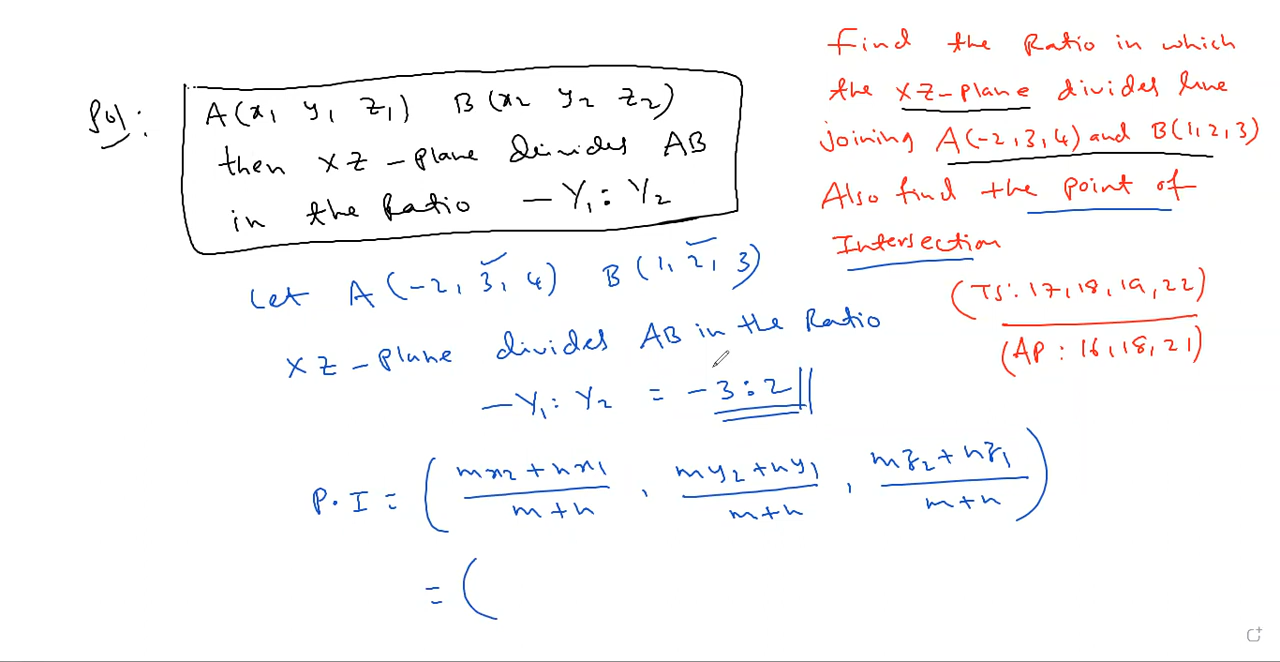 Find the Ratio in which
the XZ-plane divides line
joining A(-2,3,4) and B(1,2,3)
Also find the point of
Intersection
(TS: 17,18,19,22)
(AP: 16,18,21)
Sol:
A(x₁ y₁ z₁) B(x₂ y₂ z₂)
then XZ-plane divides AB
in the Ratio -Y₁:Y₂
Let A(-2,3,4) B(1,2,3)
XZ-plane divides AB in the Ratio
-Y₁:Y₂ = -3:2||
P.I = ( (mx₂+nx₁)/(m+n) , (my₂+ny₁)/(m+n) , (mz₂+nz₁)/(m+n) )
= (